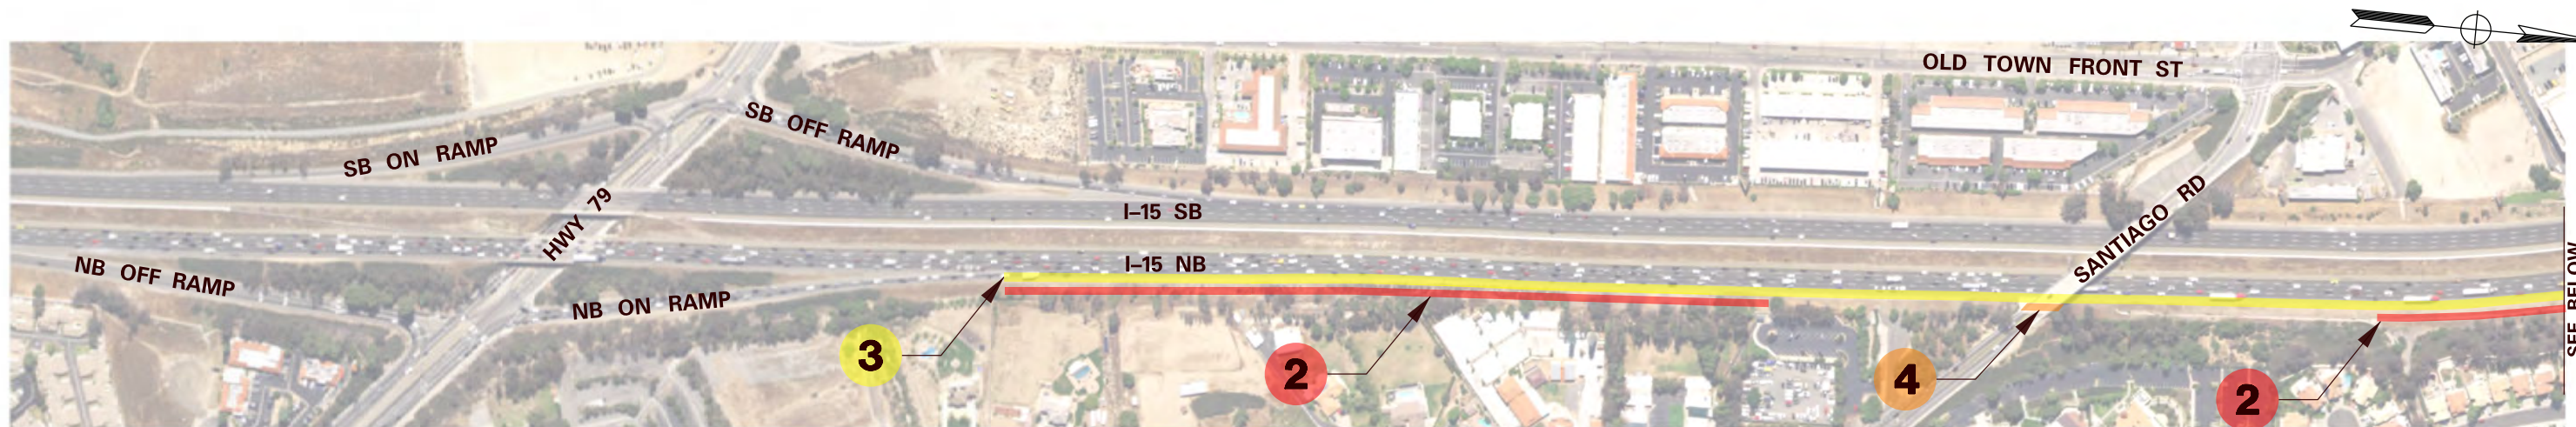 OLD TOWN FRONT ST
SB OFF RAMP
SB ON RAMP
HWY 79
I-15 SB
SANTIAGO RD
I-15 NB
NB OFF RAMP
NB ON RAMP
SEE BELOW
3
2
4
2